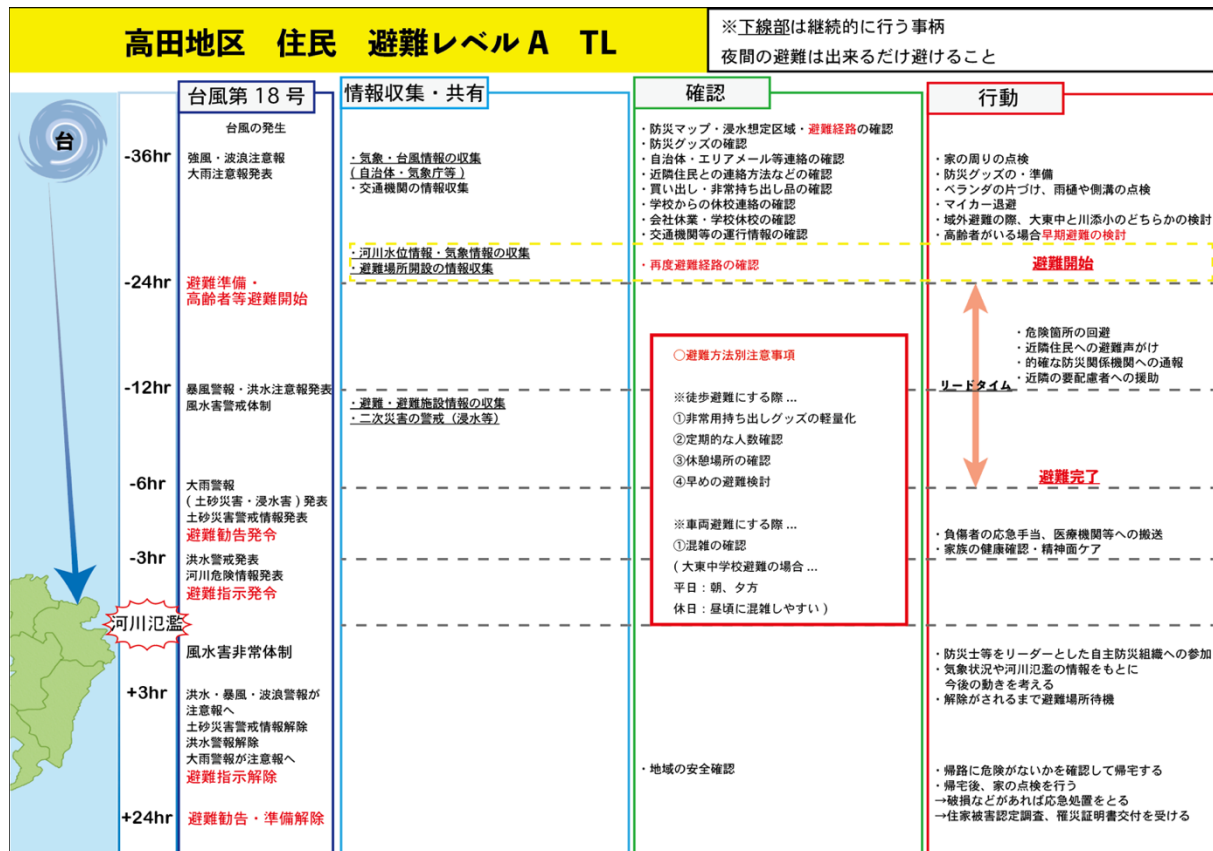 高田地区 住民 避難レベルA TL
※下線部は継続的に行う事柄
夜間の避難は出来るだけ避けること
台風第18号
情報収集・共有
確認
行動
台
台風の発生
-36hr
強風・波浪注意報
大雨注意報発表
・気象・台風情報の収集
(自治体・気象庁等)
・交通機関の情報収集
・防災マップ・浸水想定区域・避難経路の確認
・防災グッズの確認
・自治体・エリアメール等連絡の確認
・近隣住民との連絡方法などの確認
・買い出し・非常持ち出し品の確認
・学校からの休校連絡の確認
・会社休業・学校休校の確認
・交通機関等の運行情報の確認
・家の周りの点検
・防災グッズの・準備
・ベランダの片づけ、雨樋や側溝の点検
・マイカー退避
・域外避難の際、大東中と川添小のどちらかの検討
・高齢者がいる場合早期避難の検討
・河川水位情報・気象情報の収集
・避難場所開設の情報収集
・再度避難経路の確認
避難開始
-24hr
避難準備・
高齢者等避難開始
・危険箇所の回避
・近隣住民への避難声がけ
・的確な防災関係機関への通報
・近隣の要配慮者への援助
リードタイム
-12hr
暴風警報・洪水注意報発表
風水害警戒体制
・避難・避難施設情報の収集
・二次災害の警戒（浸水等）
○避難方法別注意事項
※徒歩避難にする際...
①非常用持ち出しグッズの軽量化
②定期的な人数確認
③休憩場所の確認
④早めの避難検討
※車両避難にする際...
①混雑の確認
(大東中学校避難の場合...
平日：朝、夕方
休日：昼頃に混雑しやすい)
避難完了
-6hr
大雨警報
(土砂災害・浸水害)発表
土砂災害警戒情報発表
避難勧告発令
・負傷者の応急手当、医療機関等への搬送
・家族の健康確認・精神面ケア
-3hr
洪水警戒発表
河川危険情報発表
避難指示発令
河川氾濫
風水害非常体制
・防災士等をリーダーとした自主防災組織への参加
・気象状況や河川氾濫の情報をもとに
今後の動きを考える
・解除がされるまで避難場所待機
+3hr
洪水・暴風・波浪警報が
注意報へ
土砂災害警戒情報解除
洪水警報解除
大雨警報が注意報へ
避難指示解除
・地域の安全確認
・帰路に危険がないかを確認して帰宅する
・帰宅後、家の点検を行う
→破損などがあれば応急処置をとる
→住家被害認定調査、罹災証明書交付を受ける
+24hr
避難勧告・準備解除